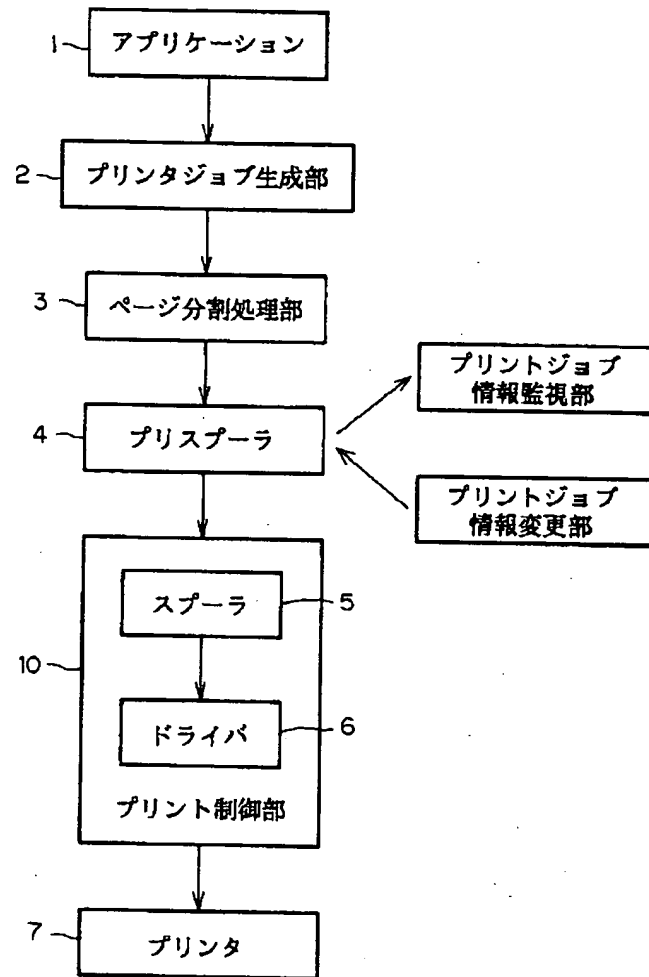 1 アプリケーション
2 プリンタジョブ生成部
3 ページ分割処理部
4 プリスプーラ
プリントジョブ
情報監視部
プリントジョブ
情報変更部
10
スプーラ 5
ドライバ 6
プリント制御部
7 プリンタ